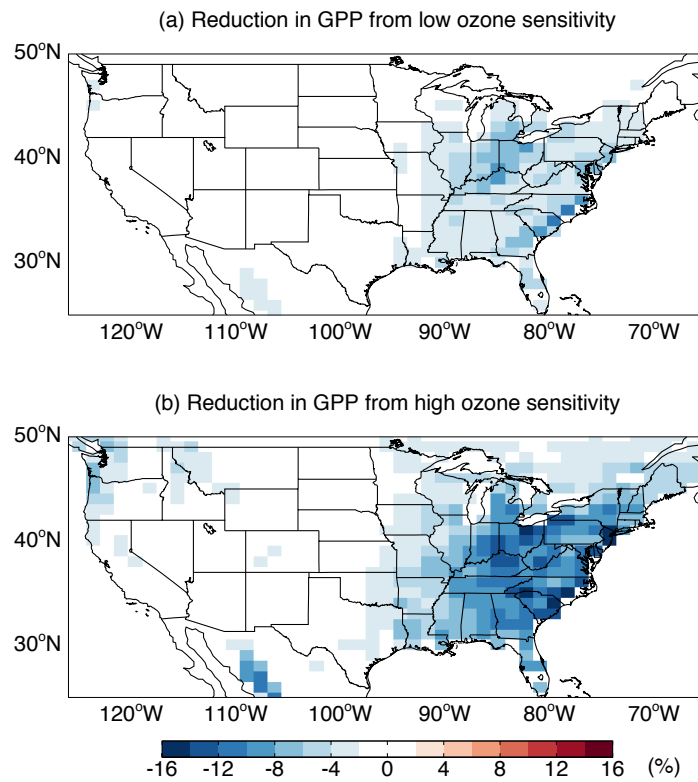 (a) Reduction in GPP from low ozone sensitivity
50°N
40°N
30°N
120°W 110°W 100°W 90°W 80°W 70°W
(b) Reduction in GPP from high ozone sensitivity
50°N
40°N
30°N
120°W 110°W 100°W 90°W 80°W 70°W
-16 -12 -8 -4 0 4 8 12 16 (%)